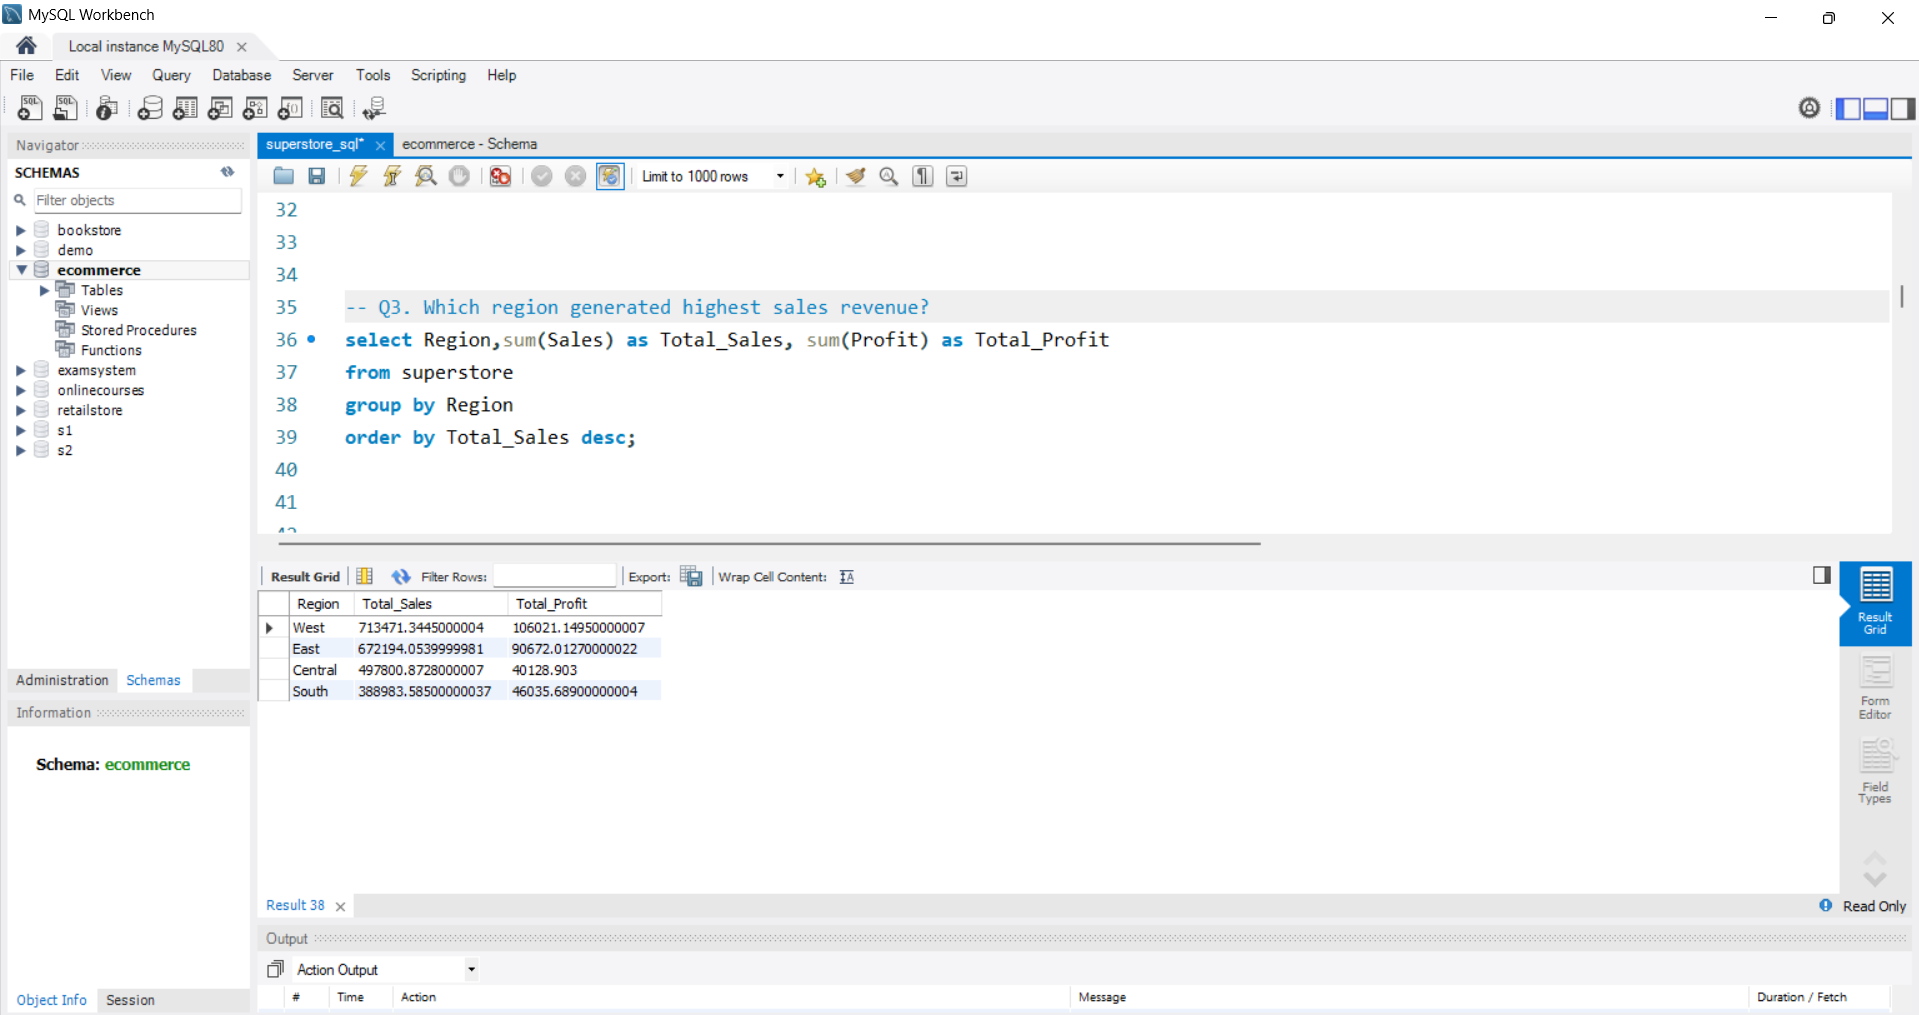 MySQL Workbench
Local instance MySQL80
File Edit View Query Database Server Tools Scripting Help
Navigator
SCHEMAS
Filter objects
bookstore
demo
ecommerce
Tables
Views
Stored Procedures
Functions
examsystem
onlinecourses
retailstore
s1
s2
Administration Schemas
Information
Schema: ecommerce
Object Info Session
superstore_sql* ecommerce - Schema
Limit to 1000 rows
32
33
34
35 -- Q3. Which region generated highest sales revenue?
36 select Region,sum(Sales) as Total_Sales, sum(Profit) as Total_Profit
37 from superstore
38 group by Region
39 order by Total_Sales desc;
40
41
42
Result Grid Filter Rows: Export: Wrap Cell Content:
Region Total_Sales Total_Profit
West 713471.3445000004 106021.14950000007
East 672194.0539999981 90672.01270000022
Central 497800.8728000007 40128.903
South 388983.58500000037 46035.68900000004
Result
Grid
Form
Editor
Field
Types
Result 38
Read Only
Output
Action Output
# Time Action Message Duration / Fetch